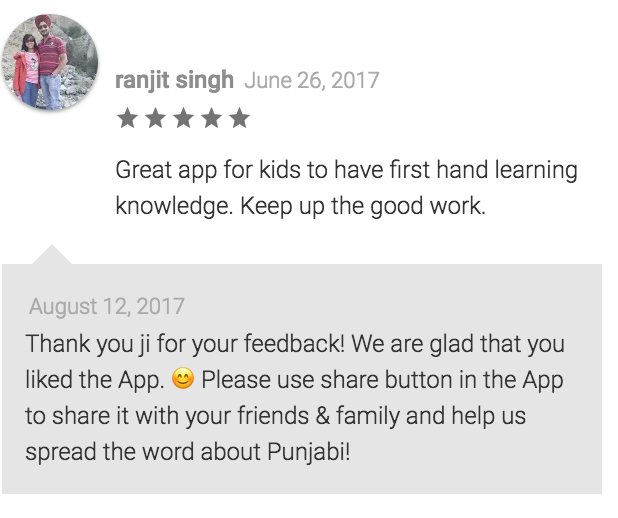 ranjit singh June 26, 2017
★★★★★
Great app for kids to have first hand learning
knowledge. Keep up the good work.
August 12, 2017
Thank you ji for your feedback! We are glad that you
liked the App. 😊 Please use share button in the App
to share it with your friends & family and help us
spread the word about Punjabi!